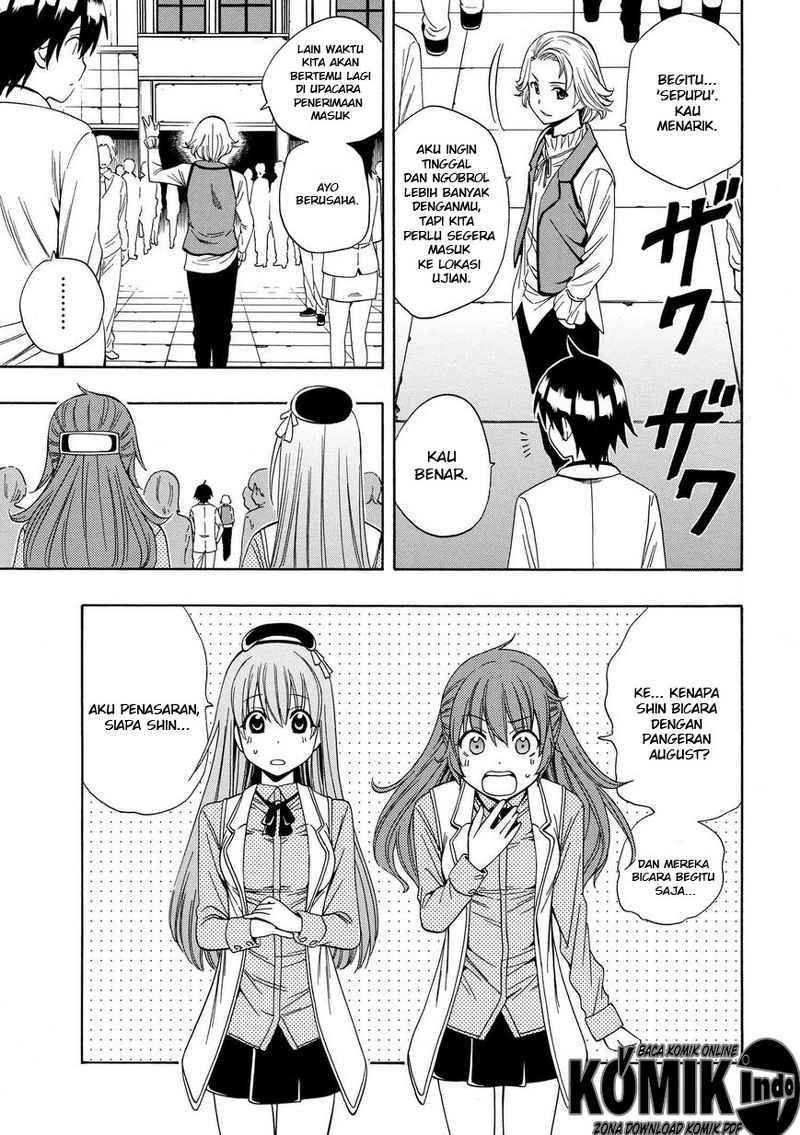 BEGITU...
'SEPUPU'.
KAU
MENARIK.
AKU INGIN
TINGGAL
DAN NGOBROL
LEBIH BANYAK
DENGANMU,
TAPI KITA
PERLU SEGERA
MASUK
KE LOKASI
UJIAN.
ザワ
ザワ
KAU
BENAR.
LAIN WAKTU
KITA AKAN
BERTEMU LAGI
DI UPACARA
PENERIMAAN
MASUK
AYO
BERUSAHA.
........
KE... KENAPA
SHIN BICARA
DENGAN
PANGERAN
AUGUST?
DAN MEREKA
BICARA BEGITU
SAJA...
AKU PENASARAN,
SIAPA SHIN...
BACA KOMIK ONLINE
KOMIK indo
ZONA DOWNLOAD KOMIK.PDF